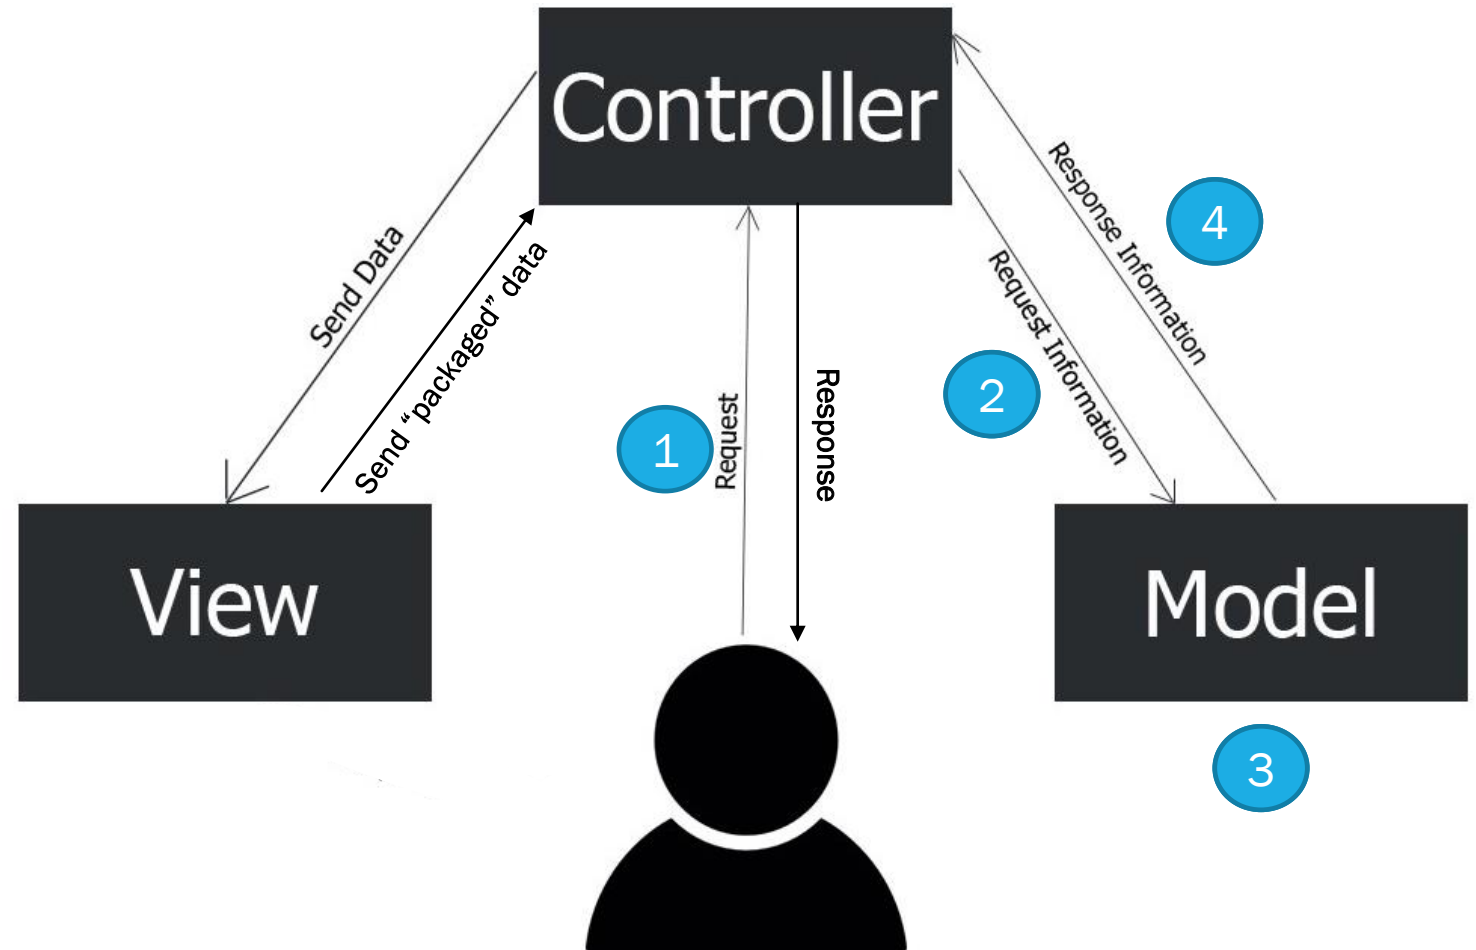 Controller
Send Data
Send “packaged” data
Request
Response
Request Information
Response Information
1
2
4
View
Model
3